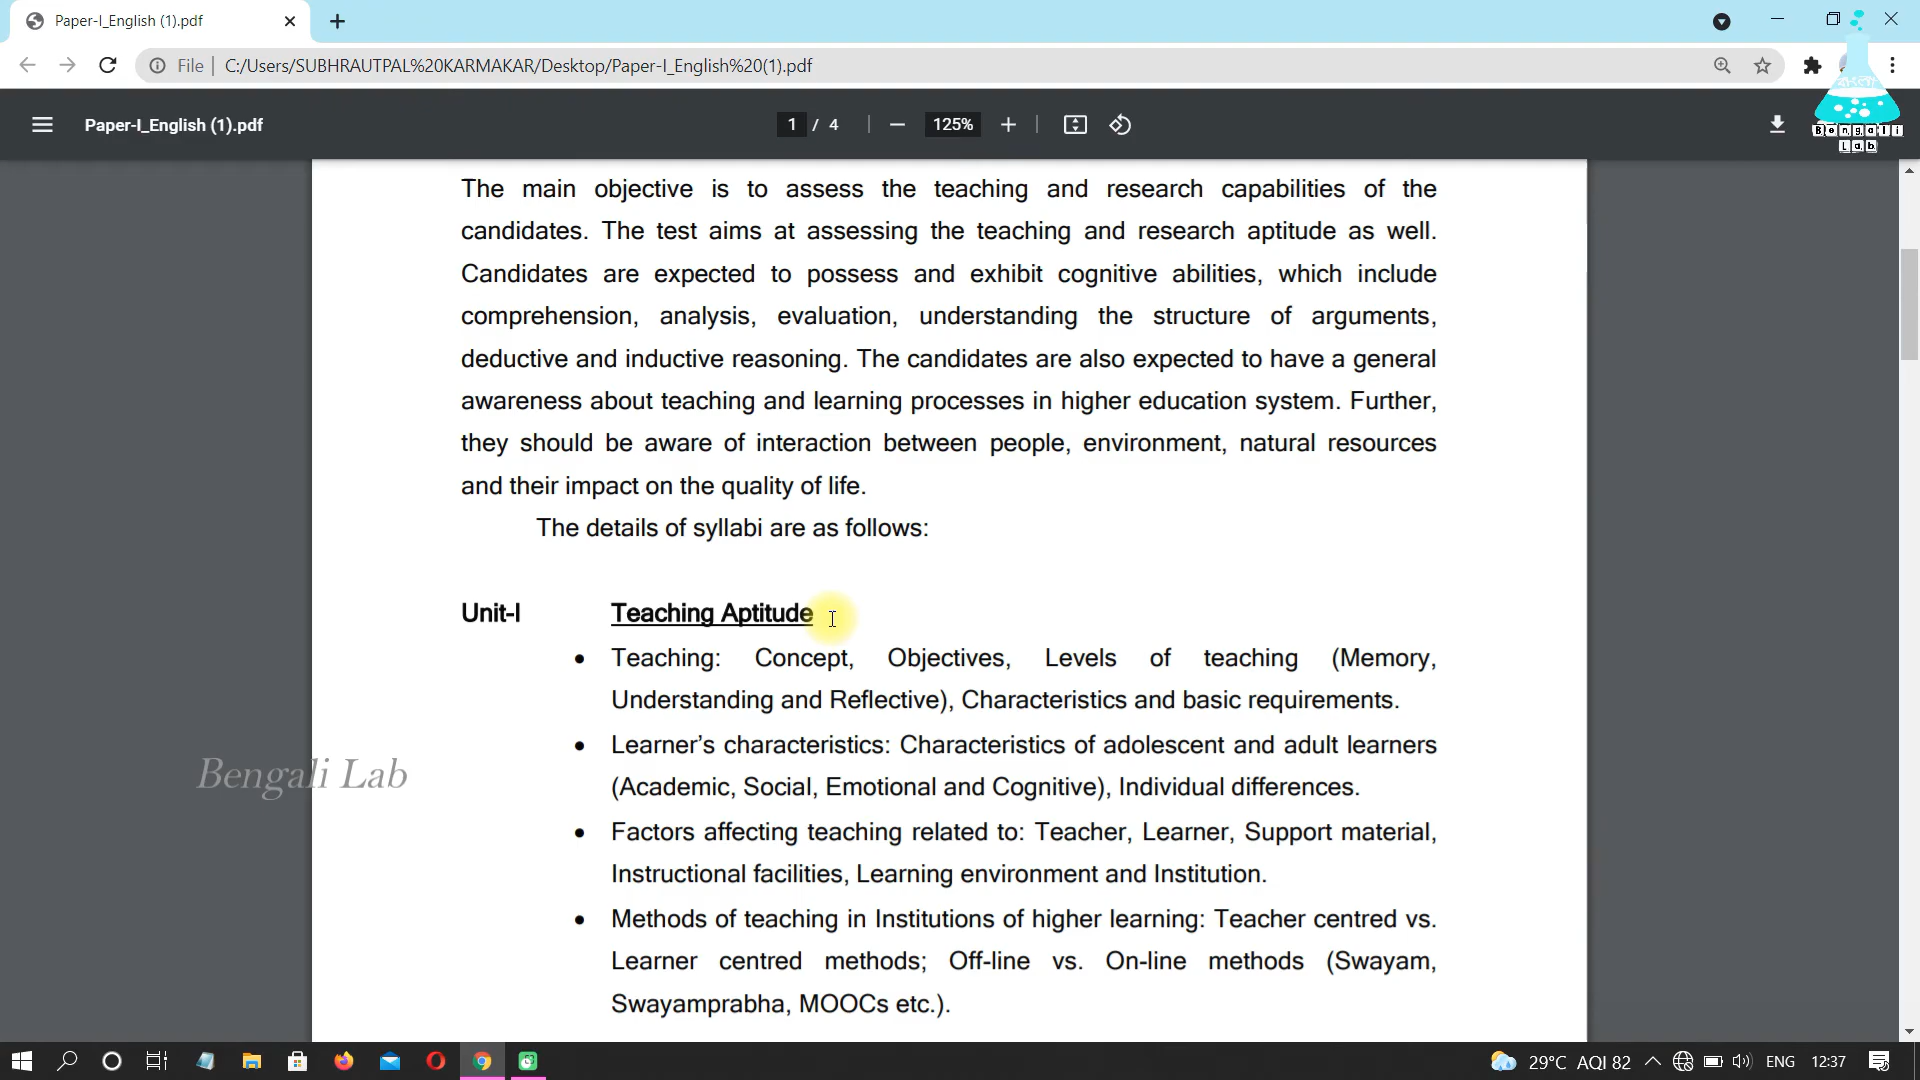 Paper-I_English (1).pdf
File | C:/Users/SUBHRAUTPAL%20KARMAKAR/Desktop/Paper-I_English%20(1).pdf
Paper-I_English (1).pdf
1 / 4
125%
Bengali
Lab
The main objective is to assess the teaching and research capabilities of the
candidates. The test aims at assessing the teaching and research aptitude as well.
Candidates are expected to possess and exhibit cognitive abilities, which include
comprehension, analysis, evaluation, understanding the structure of arguments,
deductive and inductive reasoning. The candidates are also expected to have a general
awareness about teaching and learning processes in higher education system. Further,
they should be aware of interaction between people, environment, natural resources
and their impact on the quality of life.
The details of syllabi are as follows:
Unit-I Teaching Aptitude
• Teaching: Concept, Objectives, Levels of teaching (Memory,
Understanding and Reflective), Characteristics and basic requirements.
• Learner’s characteristics: Characteristics of adolescent and adult learners
(Academic, Social, Emotional and Cognitive), Individual differences.
Bengali Lab
• Factors affecting teaching related to: Teacher, Learner, Support material,
Instructional facilities, Learning environment and Institution.
• Methods of teaching in Institutions of higher learning: Teacher centred vs.
Learner centred methods; Off-line vs. On-line methods (Swayam,
Swayamprabha, MOOCs etc.).
29°C AQI 82
ENG
12:37